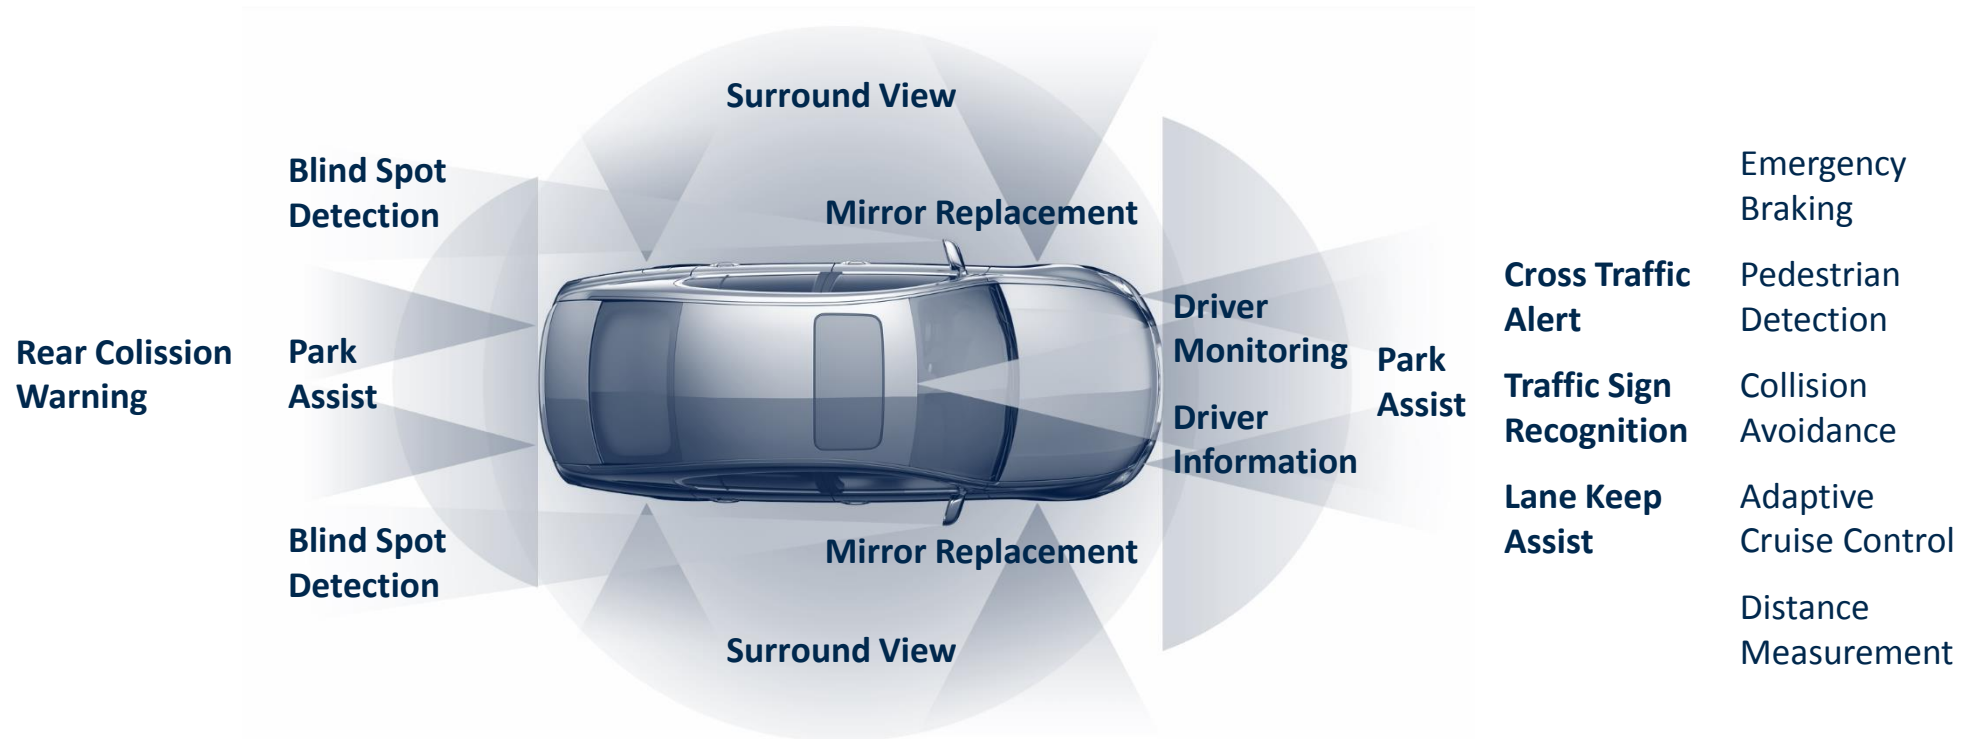 Surround View
Blind Spot
Detection
Mirror Replacement
Rear Colission
Warning
Park
Assist
Blind Spot
Detection
Driver
Monitoring
Driver
Information
Mirror Replacement
Surround View
Park
Assist
Cross Traffic
Alert
Traffic Sign
Recognition
Lane Keep
Assist
Emergency
Braking
Pedestrian
Detection
Collision
Avoidance
Adaptive
Cruise Control
Distance
Measurement